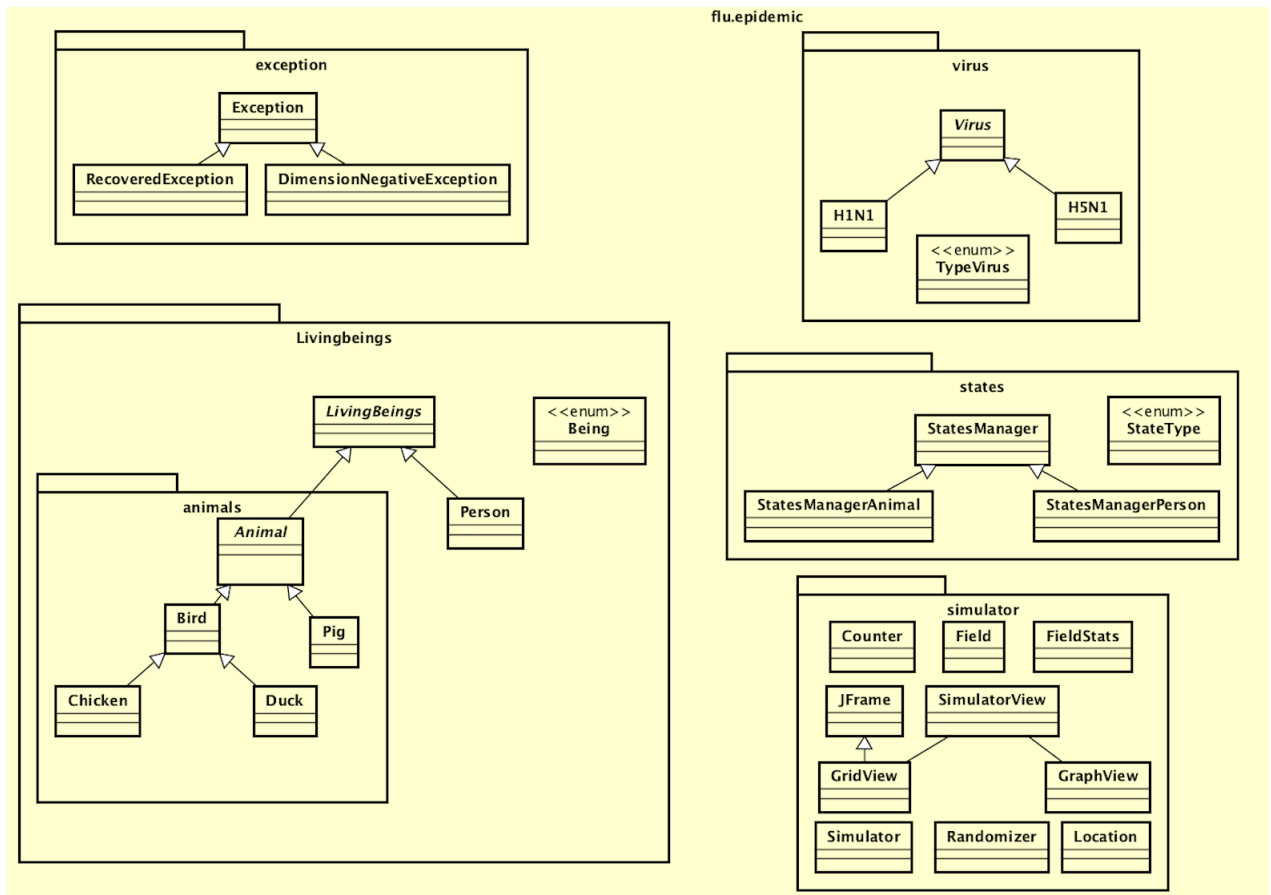 flu.epidemic
exception
Exception
RecoveredException
DimensionNegativeException
virus
Virus
H1N1
H5N1
<<enum>>
TypeVirus
Livingbeings
LivingBeings
<<enum>>
Being
Person
animals
Animal
Bird
Pig
Chicken
Duck
states
StatesManager
<<enum>>
StateType
StatesManagerAnimal
StatesManagerPerson
simulator
Counter
Field
FieldStats
JFrame
SimulatorView
GridView
GraphView
Simulator
Randomizer
Location